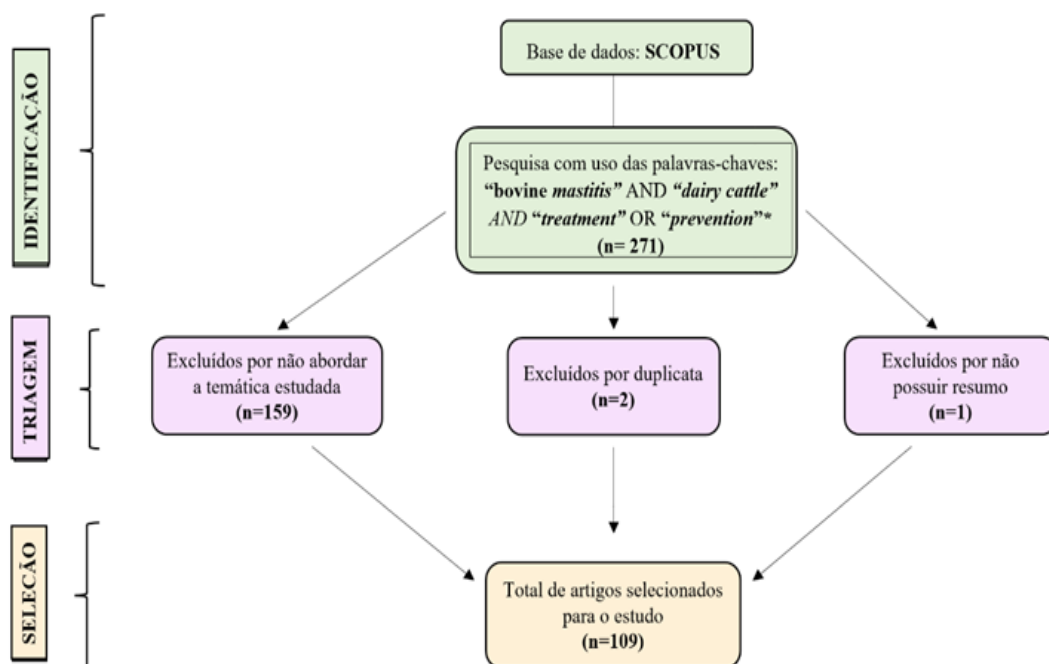 IDENTIFICAÇÃO
Base de dados: SCOPUS
Pesquisa com uso das palavras-chaves:
“bovine mastitis” AND “dairy cattle”
AND “treatment” OR “prevention”*
(n= 271)
TRIAGEM
Excluídos por não abordar
a temática estudada
(n=159)
Excluídos por duplicata
(n=2)
Excluídos por não
possuir resumo
(n=1)
SELECÃO
Total de artigos selecionados
para o estudo
(n=109)